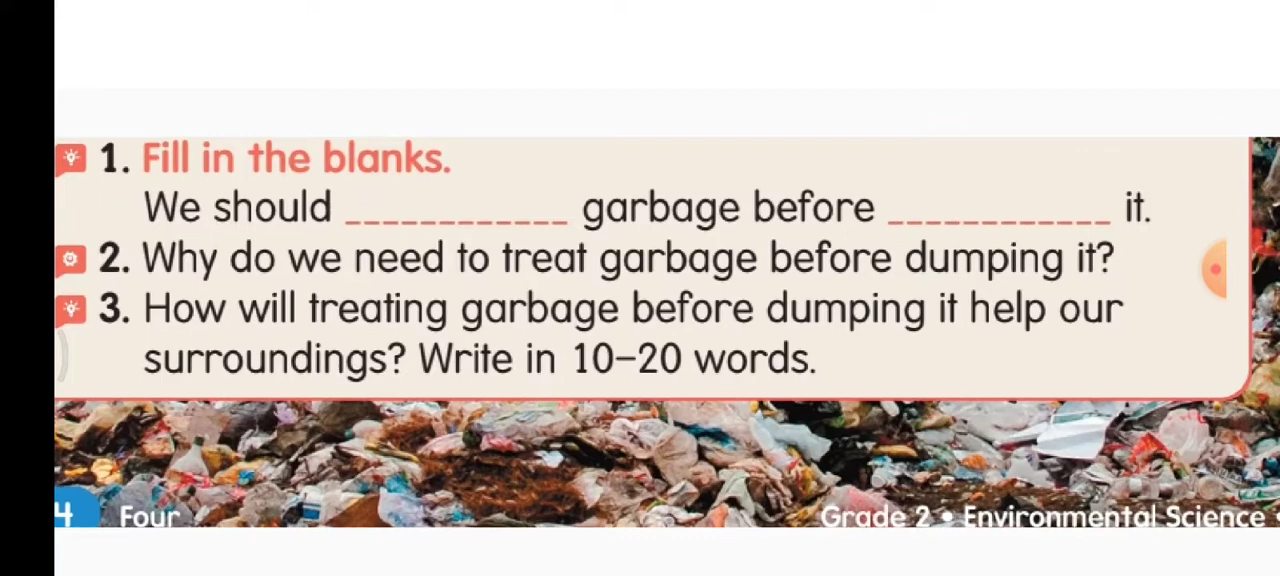 1. Fill in the blanks.
We should ____________ garbage before ____________ it.
2. Why do we need to treat garbage before dumping it?
3. How will treating garbage before dumping it help our
surroundings? Write in 10–20 words.
4 Four Grade 2 • Environmental Science •